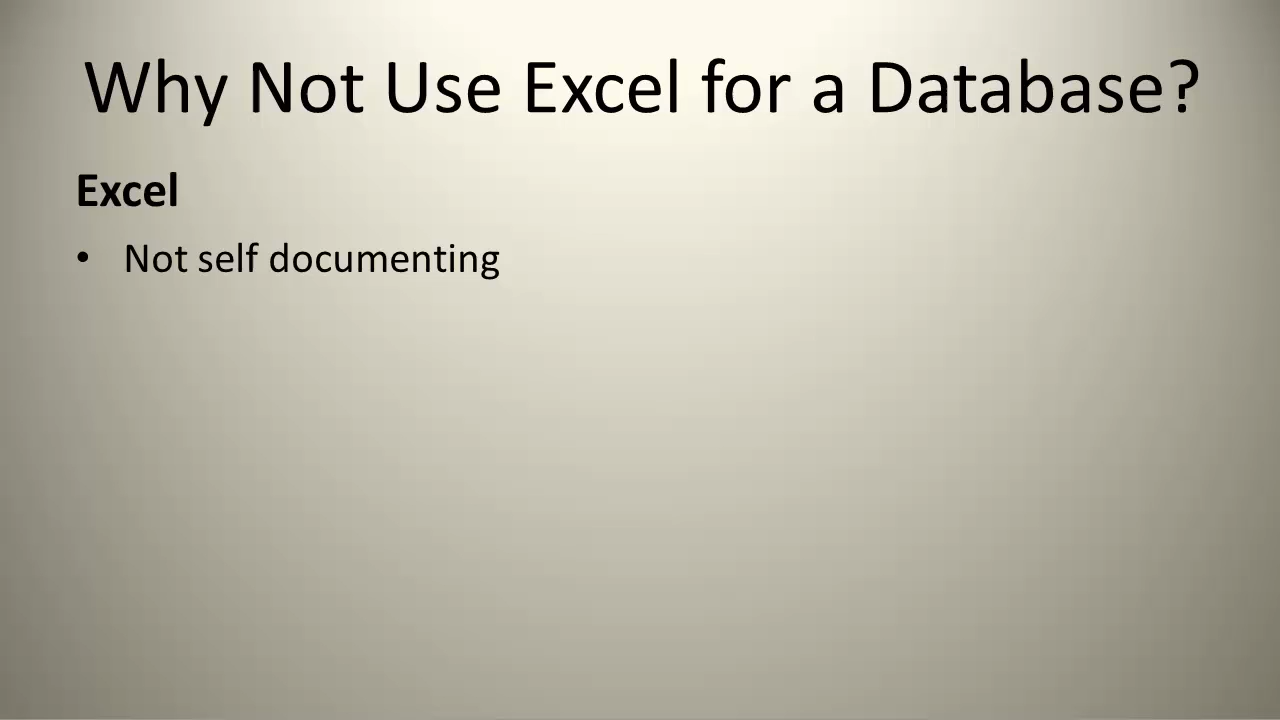 Why Not Use Excel for a Database?
Excel
• Not self documenting